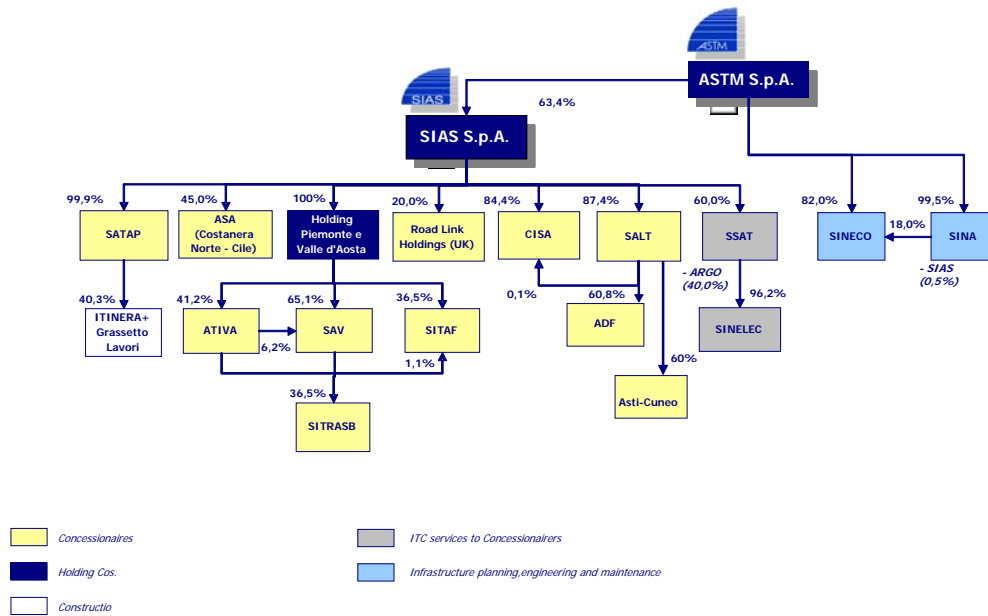 ASTM
ASTM S.p.A.
SIAS
63,4%
SIAS S.p.A.
99,9%
45,0%
100%
20,0%
84,4%
87,4%
60,0%
82,0%
99,5%
SATAP
ASA
(Costanera
Norte - Cile)
Holding
Piemonte e
Valle d'Aosta
Road Link
Holdings (UK)
CISA
SALT
SSAT
SINECO
18,0%
SINA
- ARGO
(40,0%)
- SIAS
(0,5%)
40,3%
41,2%
65,1%
36,5%
0,1%
60,8%
96,2%
ITINERA+
Grassetto
Lavori
ATIVA
6,2%
SAV
SITAF
1,1%
ADF
SINELEC
60%
36,5%
Asti-Cuneo
SITRASB
Concessionaires
ITC services to Concessionairers
Holding Cos.
Infrastructure planning,engineering and maintenance
Constructio